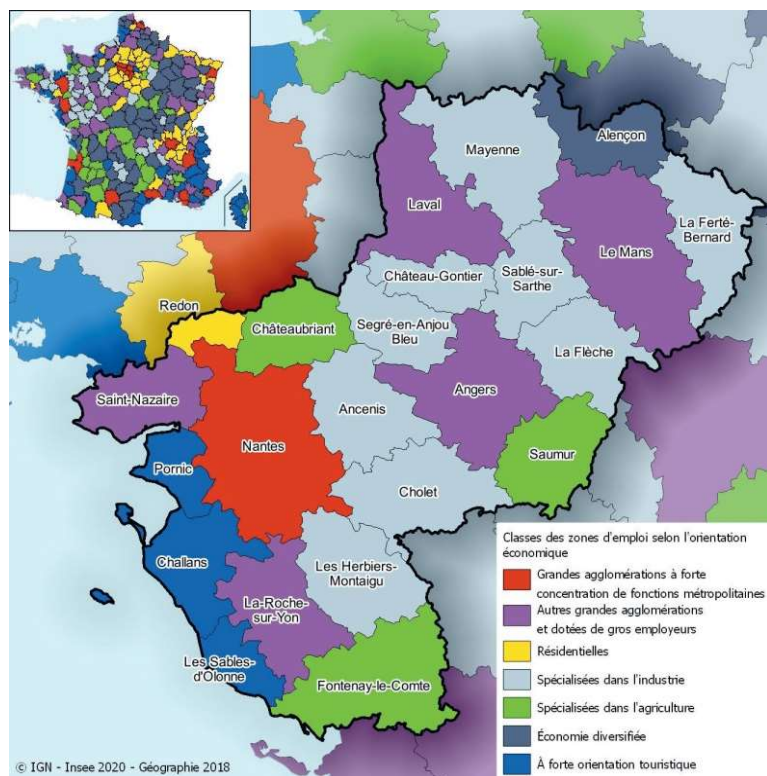 Mayenne
Alençon
Laval
La Ferté-
Bernard
Le Mans
Château-Gontier
Sablé-sur-
Sarthe
Redon
Châteaubriant
Segré-en-Anjou
Bleu
La Flèche
Saint-Nazaire
Angers
Ancenis
Nantes
Saumur
Pornic
Cholet
Challans
Les Herbiers-
Montaigu
La-Roche-
sur-Yon
Les Sables-
d'Olonne
Fontenay-le-Comte
Classes des zones d'emploi selon l'orientation
économique
Grandes agglomérations à forte
concentration de fonctions métropolitaines
Autres grandes agglomérations
et dotées de gros employeurs
Résidentielles
Spécialisées dans l'industrie
Spécialisées dans l'agriculture
Économie diversifiée
À forte orientation touristique
© IGN - Insee 2020 - Géographie 2018